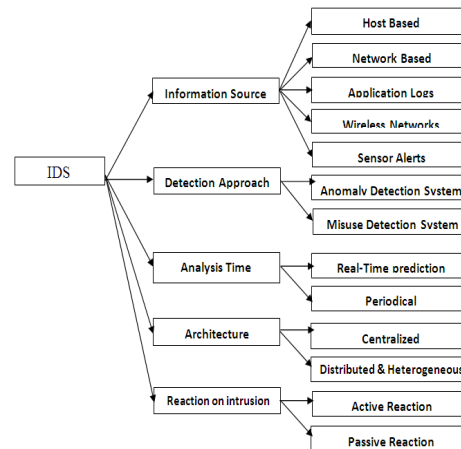 Host Based
Network Based
Information Source
Application Logs
Wireless Networks
Sensor Alerts
IDS
Detection Approach
Anomaly Detection System
Misuse Detection System
Analysis Time
Real-Time prediction
Periodical
Architecture
Centralized
Distributed & Heterogeneous
Reaction on intrusion
Active Reaction
Passive Reaction